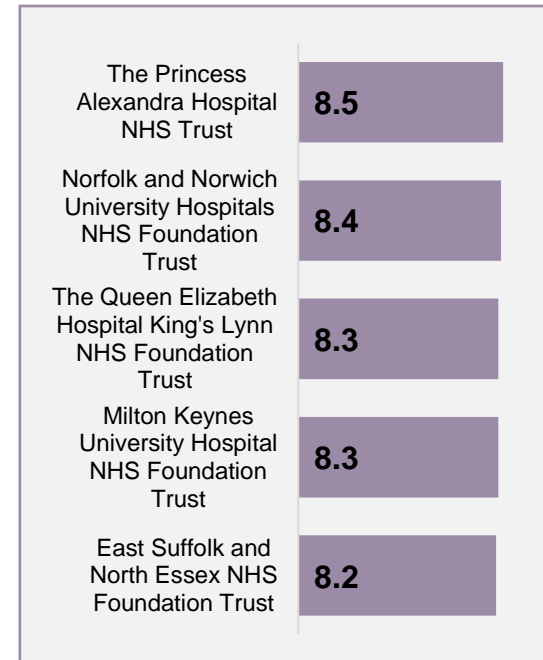 The Princess
Alexandra Hospital
NHS Trust
8.5
Norfolk and Norwich
University Hospitals
NHS Foundation
Trust
8.4
The Queen Elizabeth
Hospital King's Lynn
NHS Foundation
Trust
8.3
Milton Keynes
University Hospital
NHS Foundation
Trust
8.3
East Suffolk and
North Essex NHS
Foundation Trust
8.2